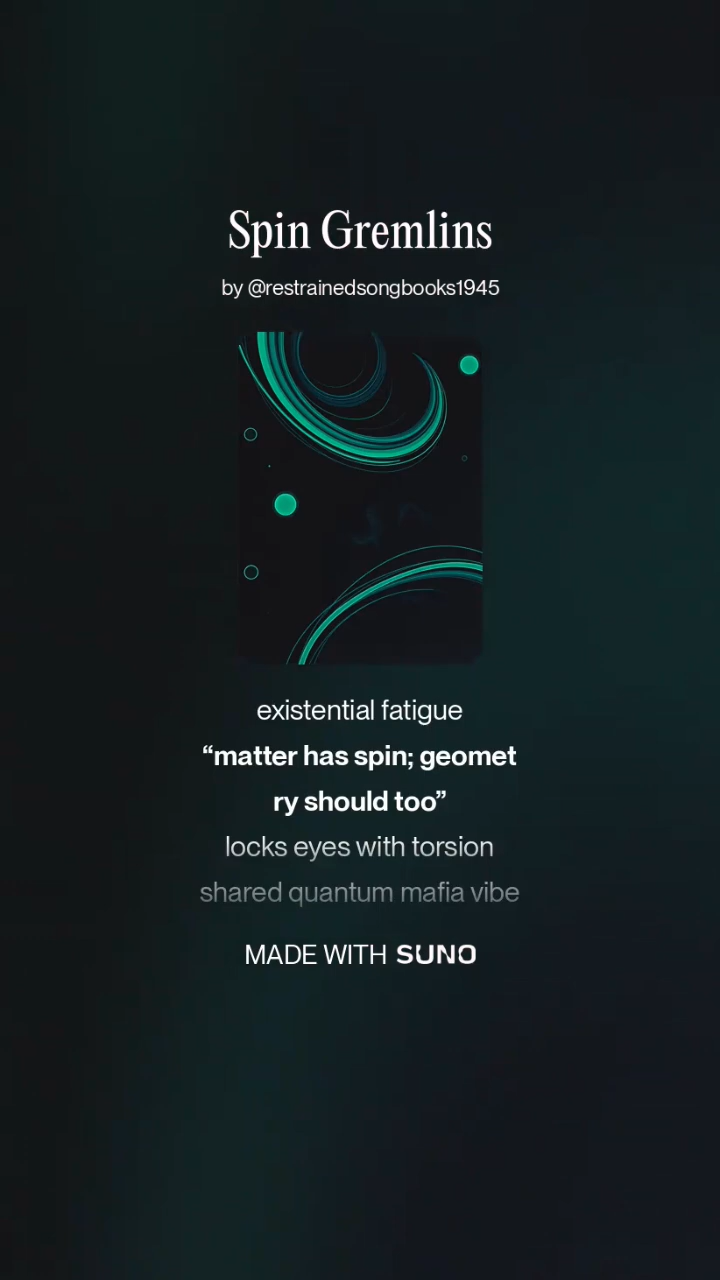 Spin Gremlins
by @restrainedsongbooks1945
existential fatigue
“matter has spin; geomet
ry should too”
locks eyes with torsion
shared quantum mafia vibe
MADE WITH SUNO